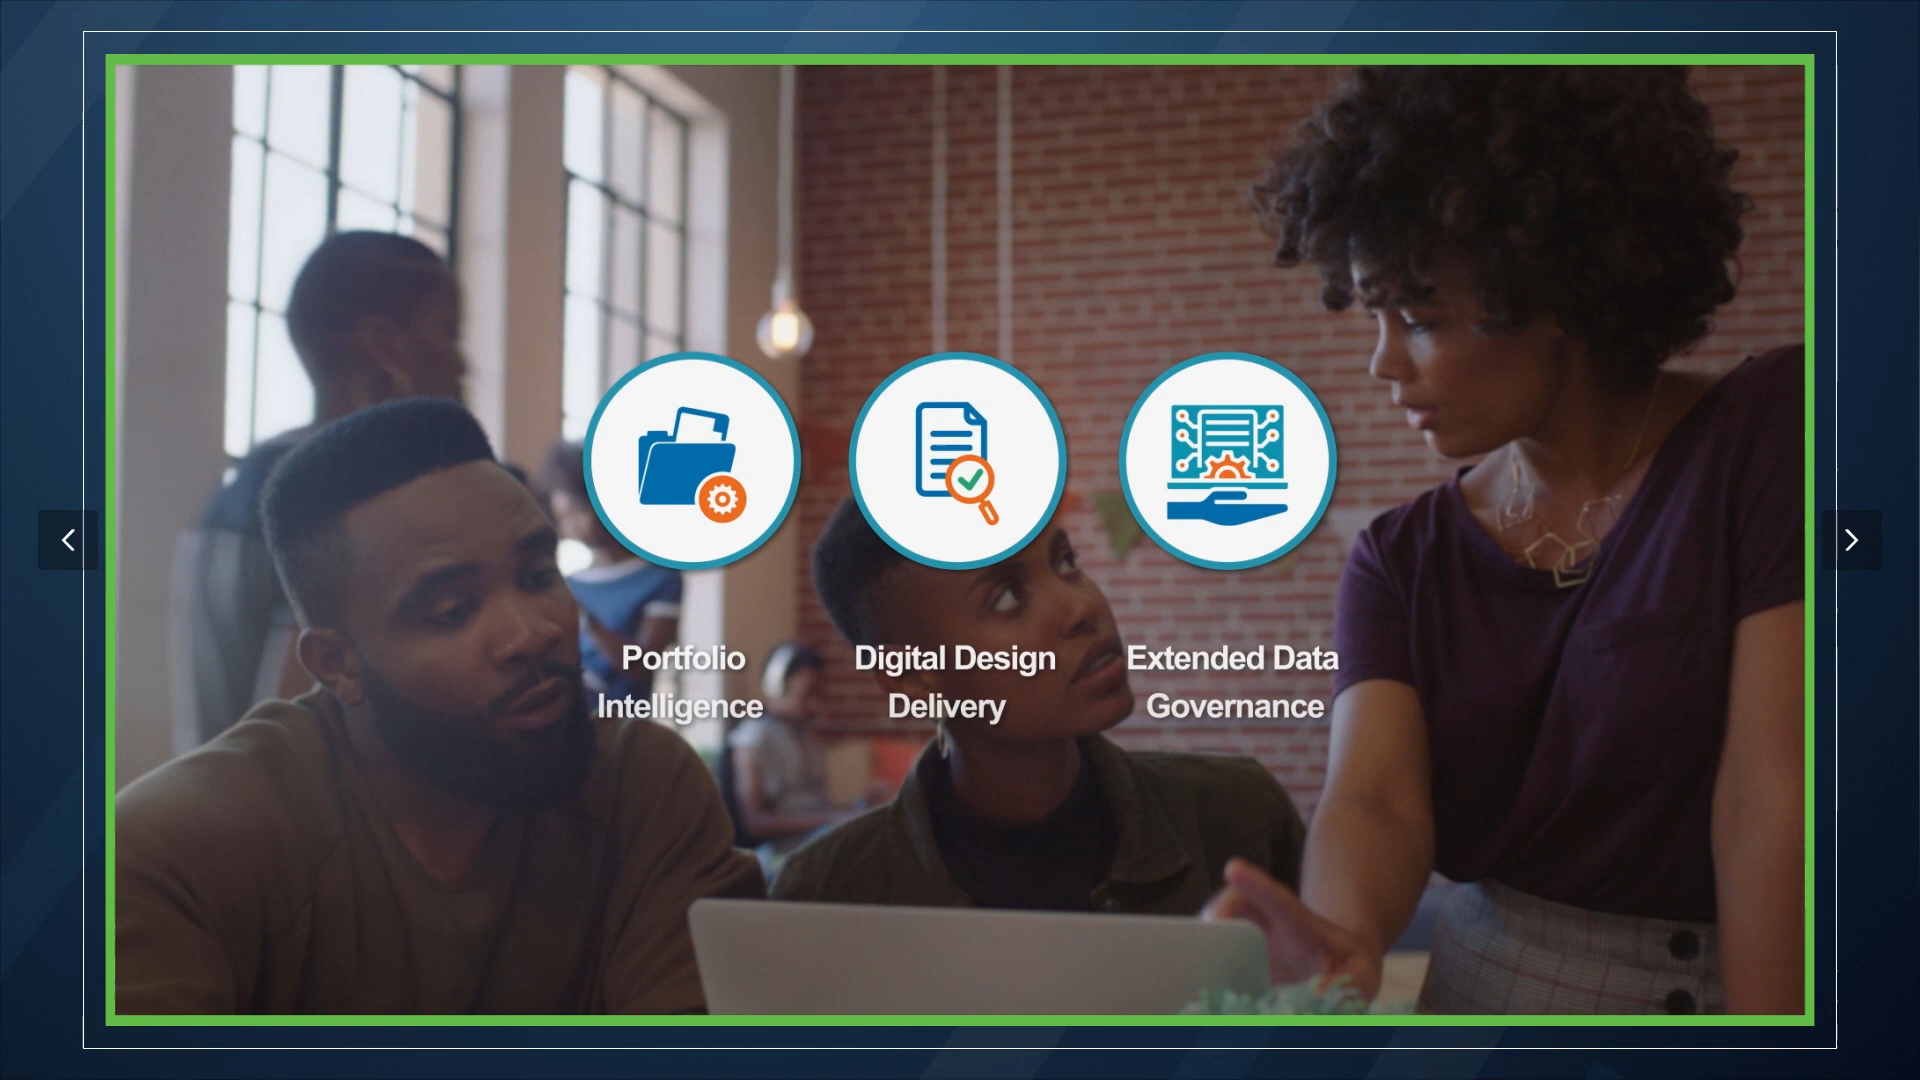 Portfolio
Intelligence
Digital Design
Delivery
Extended Data
Governance